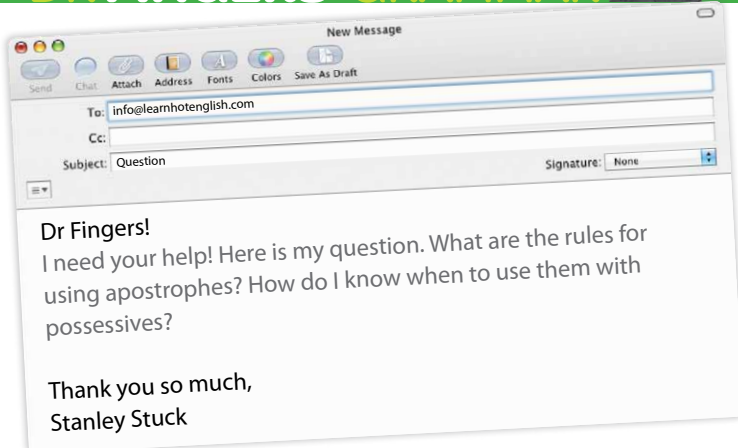 New Message
Send Chat Attach Address Fonts Colors Save As Draft
To: info@learnhotenglish.com
Cc:
Subject: Question
Signature: None
Dr Fingers!
I need your help! Here is my question. What are the rules for
using apostrophes? How do I know when to use them with
possessives?
Thank you so much,
Stanley Stuck